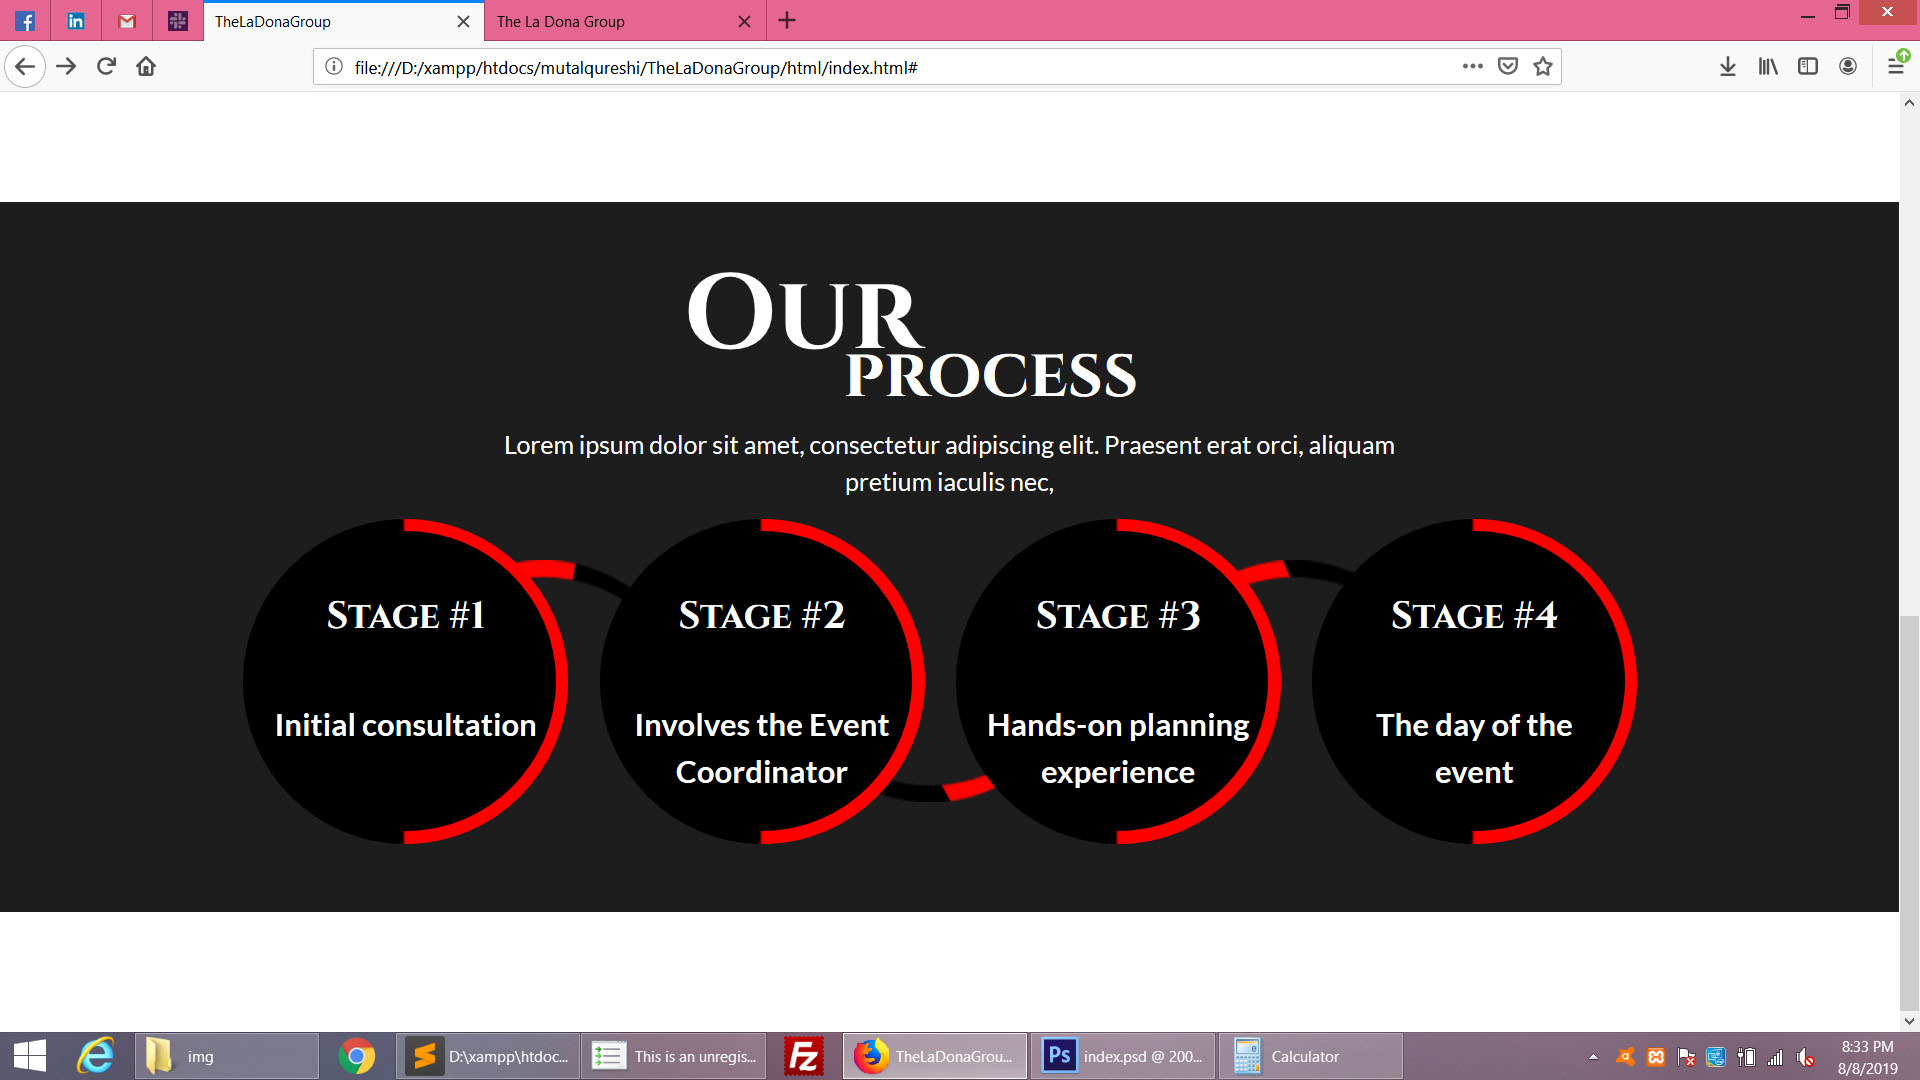 TheLaDonaGroup
The La Dona Group
file:///D:/xampp/htdocs/mutalqureshi/TheLaDonaGroup/html/index.html#
Our
process
Lorem ipsum dolor sit amet, consectetur adipiscing elit. Praesent erat orci, aliquam
pretium iaculis nec,
Stage #1
Initial consultation
Stage #2
Involves the Event
Coordinator
Stage #3
Hands-on planning
experience
Stage #4
The day of the
event
img
D:\xampp\htdoc...
This is an unregis...
Fz
TheLaDonaGrou...
Ps
index.psd @ 200...
Calculator
8:33 PM
8/8/2019